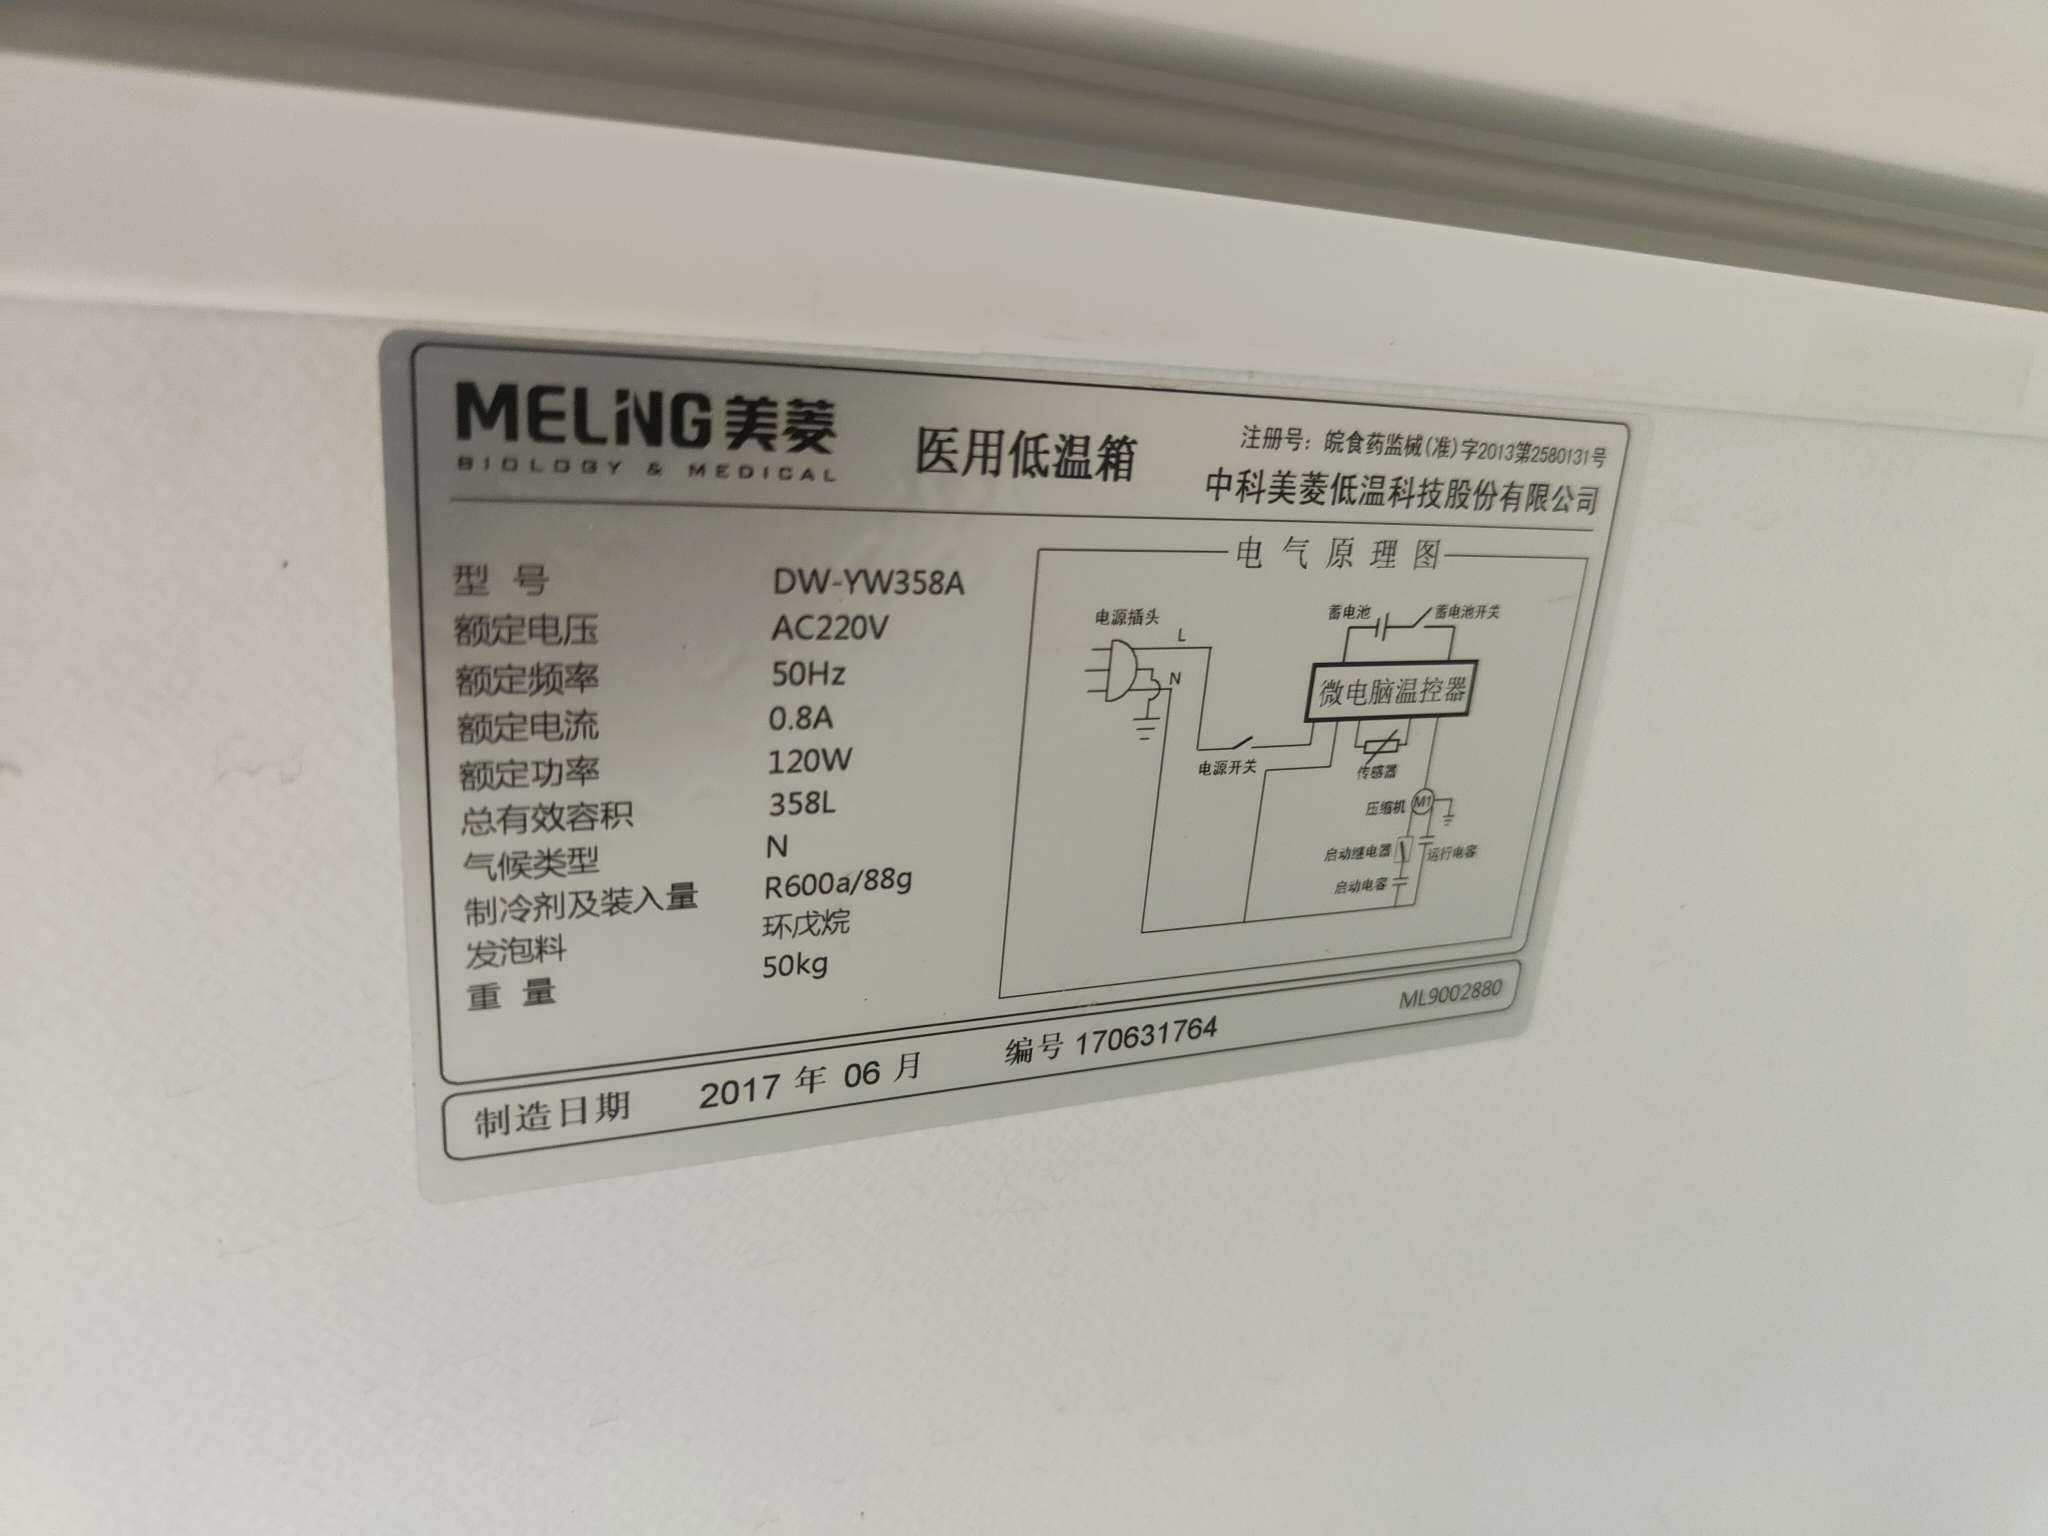 MELING美菱
BIOLOGY & MEDICAL
医用低温箱
注册号：皖食药监械(准)字2013第2580131号
中科美菱低温科技股份有限公司
型号 DW-YW358A
额定电压 AC220V
额定频率 50Hz
额定电流 0.8A
额定功率 120W
总有效容积 358L
气候类型 N
制冷剂及装入量 R600a/88g
发泡料 环戊烷
重量 50kg
电气原理图
电源插头
L
N
电源开关
蓄电池
蓄电池开关
微电脑温控器
传感器
压缩机
M1
启动继电器
运行电容
启动电容
制造日期 2017 年 06 月
编号 170631764
ML9002880